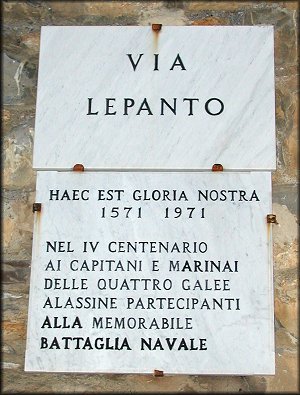 VIA
LEPANTO
HAEC EST GLORIA NOSTRA
1571 1971
NEL IV CENTENARIO
AI CAPITANI E MARINAI
DELLE QUATTRO GALEE
ALASSINE PARTECIPANTI
ALLA MEMORABILE
BATTAGLIA NAVALE